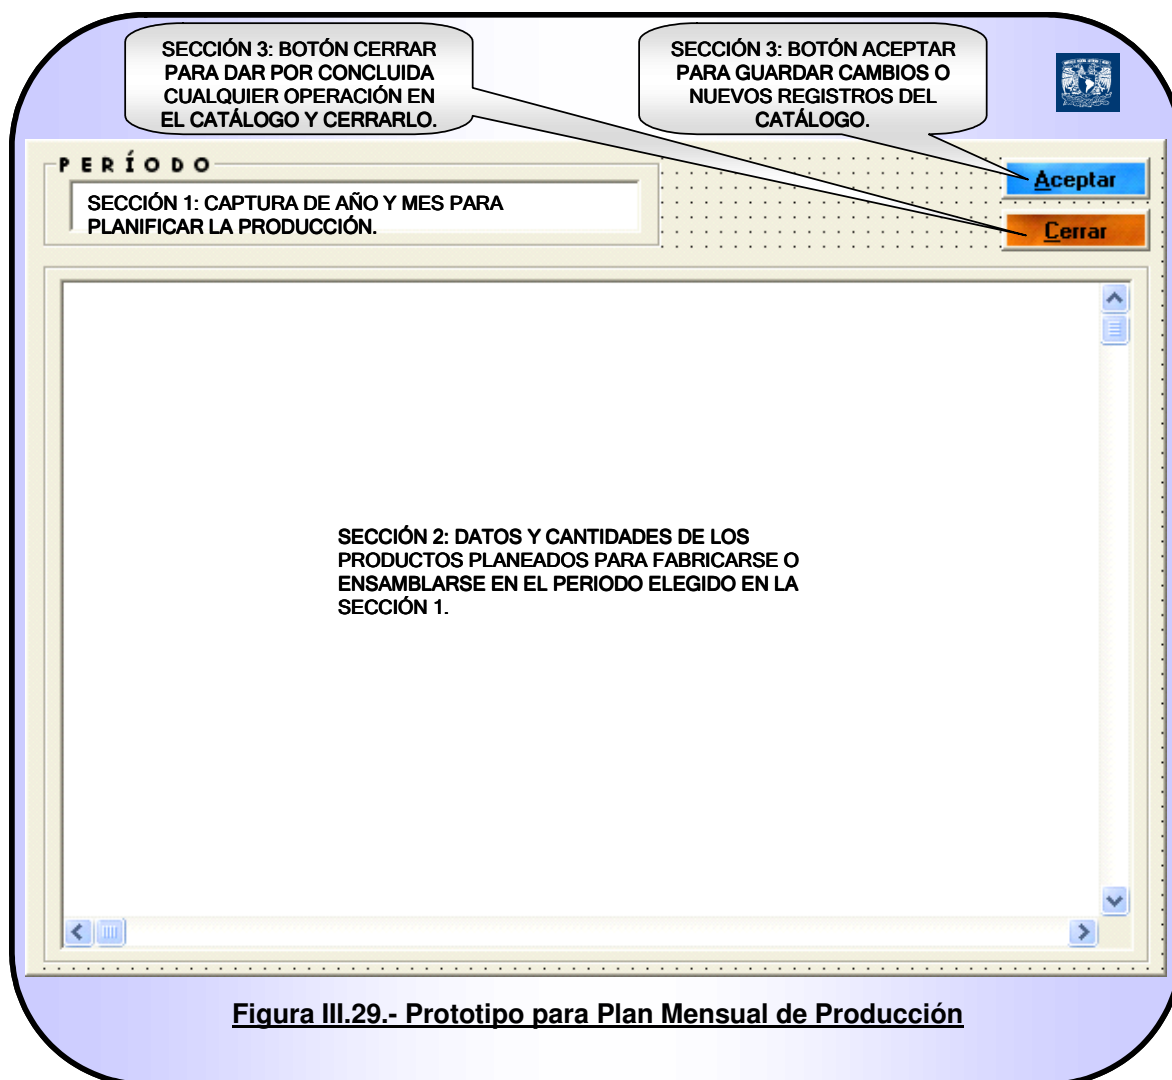 SECCIÓN 3: BOTÓN CERRAR
PARA DAR POR CONCLUIDA
CUALQUIER OPERACIÓN EN
EL CATÁLOGO Y CERRARLO.
SECCIÓN 3: BOTÓN ACEPTAR
PARA GUARDAR CAMBIOS O
NUEVOS REGISTROS DEL
CATÁLOGO.
PERÍODO
SECCIÓN 1: CAPTURA DE AÑO Y MES PARA
PLANIFICAR LA PRODUCCIÓN.
Aceptar
Cerrar
SECCIÓN 2: DATOS Y CANTIDADES DE LOS
PRODUCTOS PLANEADOS PARA FABRICARSE O
ENSAMBLARSE EN EL PERIODO ELEGIDO EN LA
SECCIÓN 1.
Figura III.29.- Prototipo para Plan Mensual de Producción